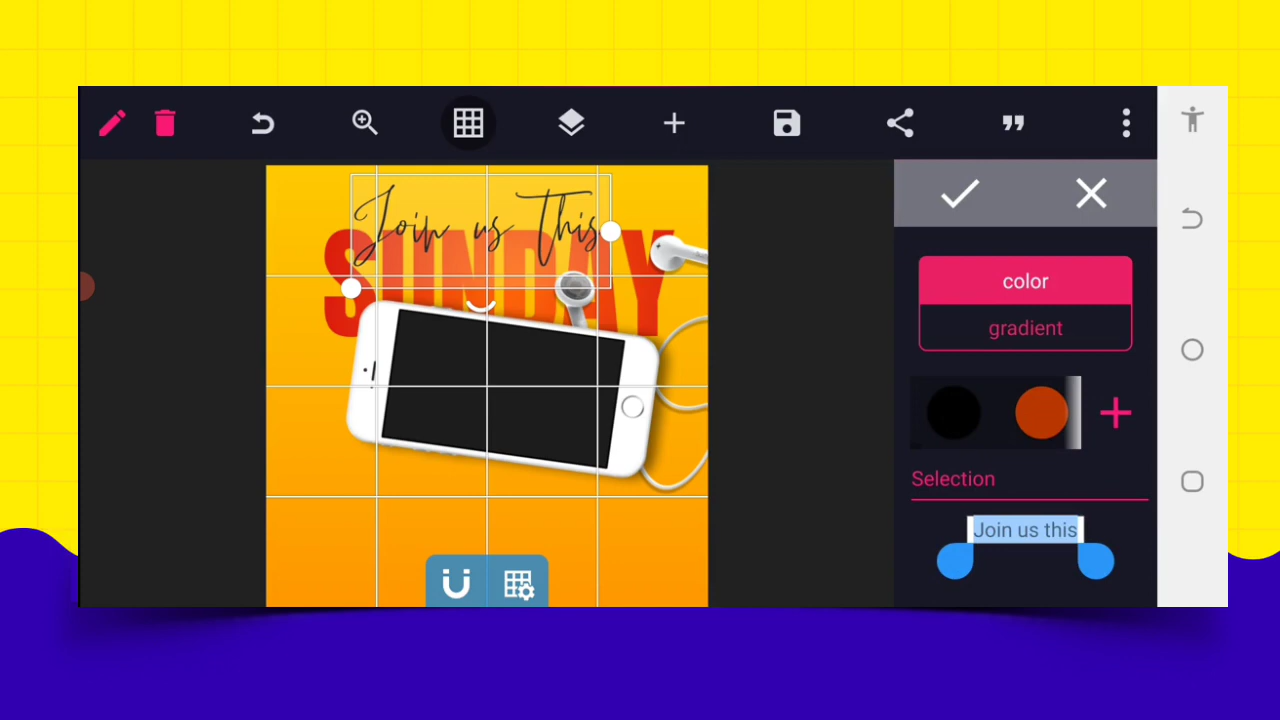 Join us This
SUNDAY
color
gradient
Selection
Join us this